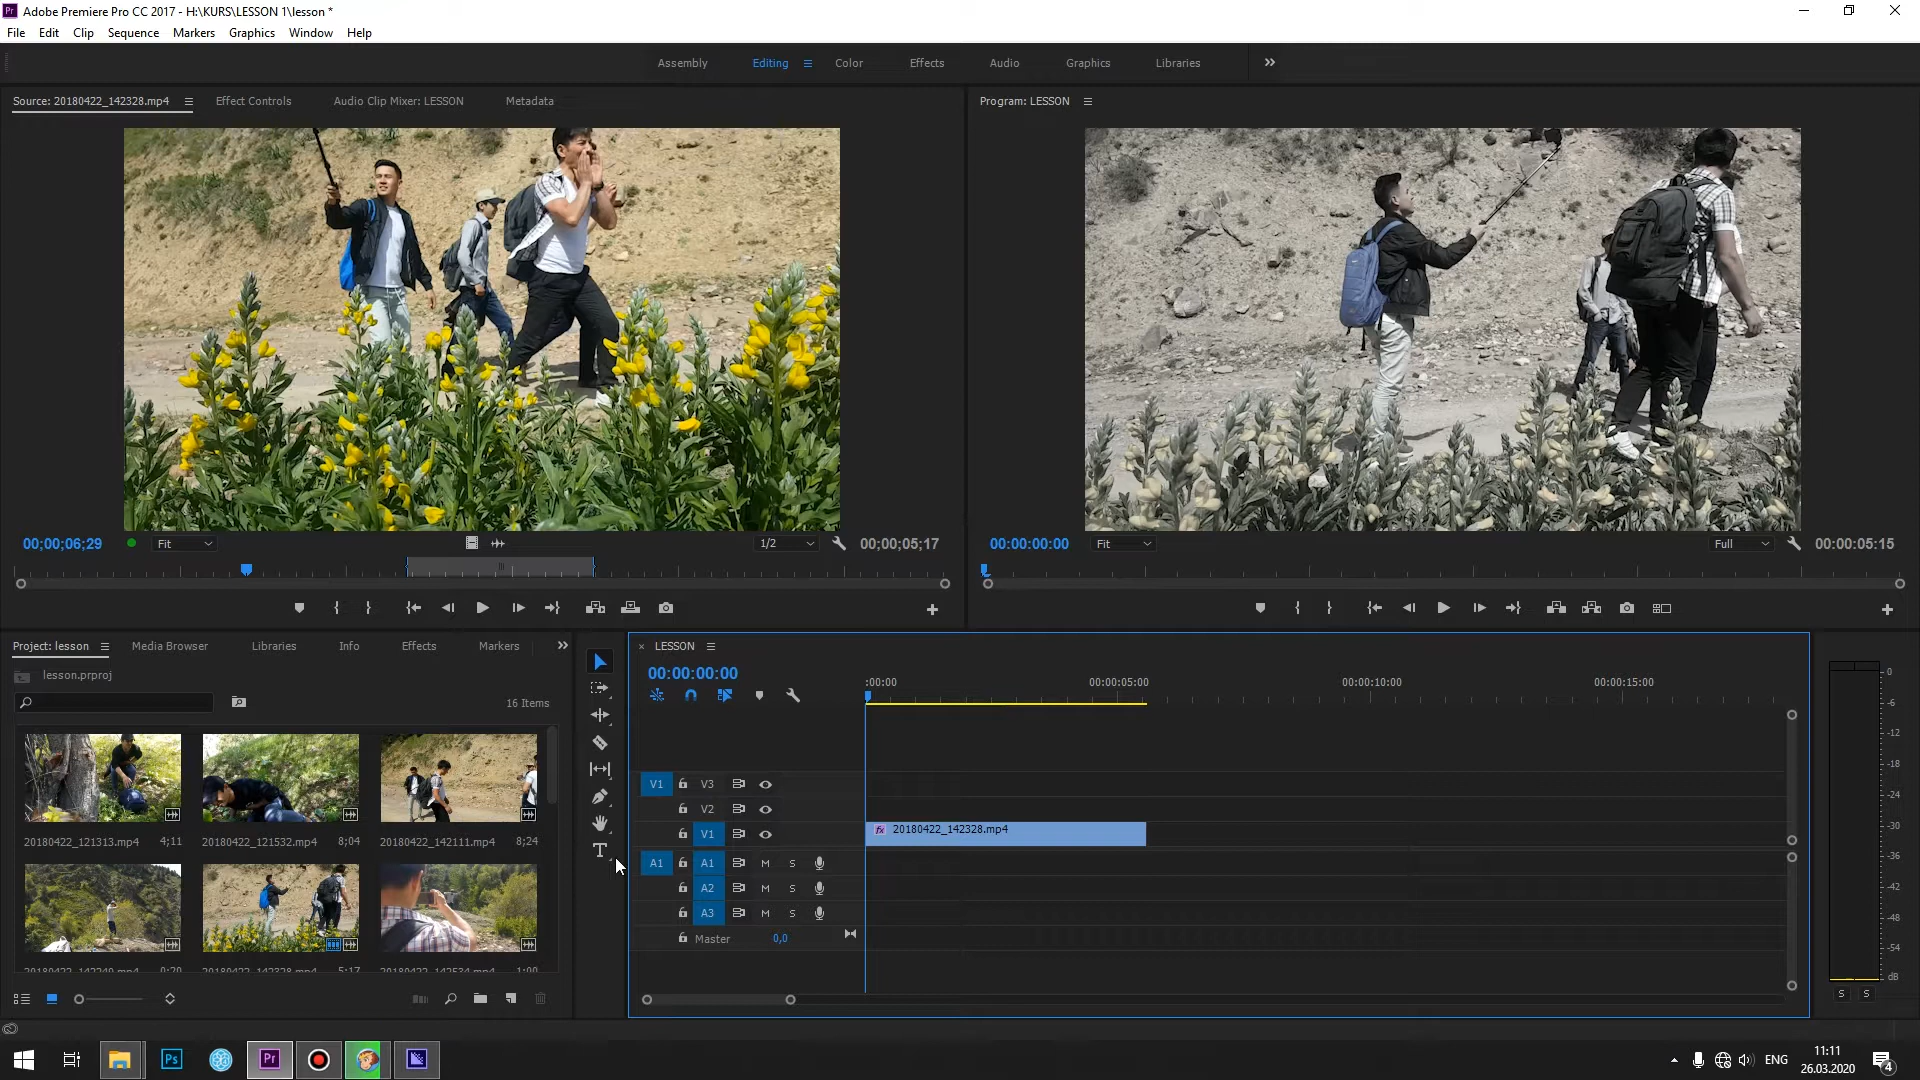 Adobe Premiere Pro CC 2017 - H:\KURS\LESSON 1\lesson *
File Edit Clip Sequence Markers Graphics Window Help
Assembly Editing Color Effects Audio Graphics Libraries
Source: 20180422_142328.mp4 Effect Controls Audio Clip Mixer: LESSON Metadata
Program: LESSON
00;00;06;29 Fit 1/2 00;00;05;17
00:00:00:00 Fit Full 00:00:05:15
Project: lesson Media Browser Libraries Info Effects Markers
lesson.prproj
16 Items
20180422_121313.mp4 4;11
20180422_121532.mp4 8;04
20180422_142111.mp4 8;24
20180422_142249.mp4 0;20
20180422_142328.mp4 5;17
20180422_142534.mp4 1;00
LESSON
00:00:00:00
:00:00 00:00:05:00 00:00:10:00 00:00:15:00
V1 V3
V2
V1 fx 20180422_142328.mp4
A1 A1 M S
A2 M S
A3 M S
Master 0,0
0
-6
-12
-18
-24
-30
-36
-42
-48
-54
dB
S S
T
Ps Pr
ENG
11:11
26.03.2020
4